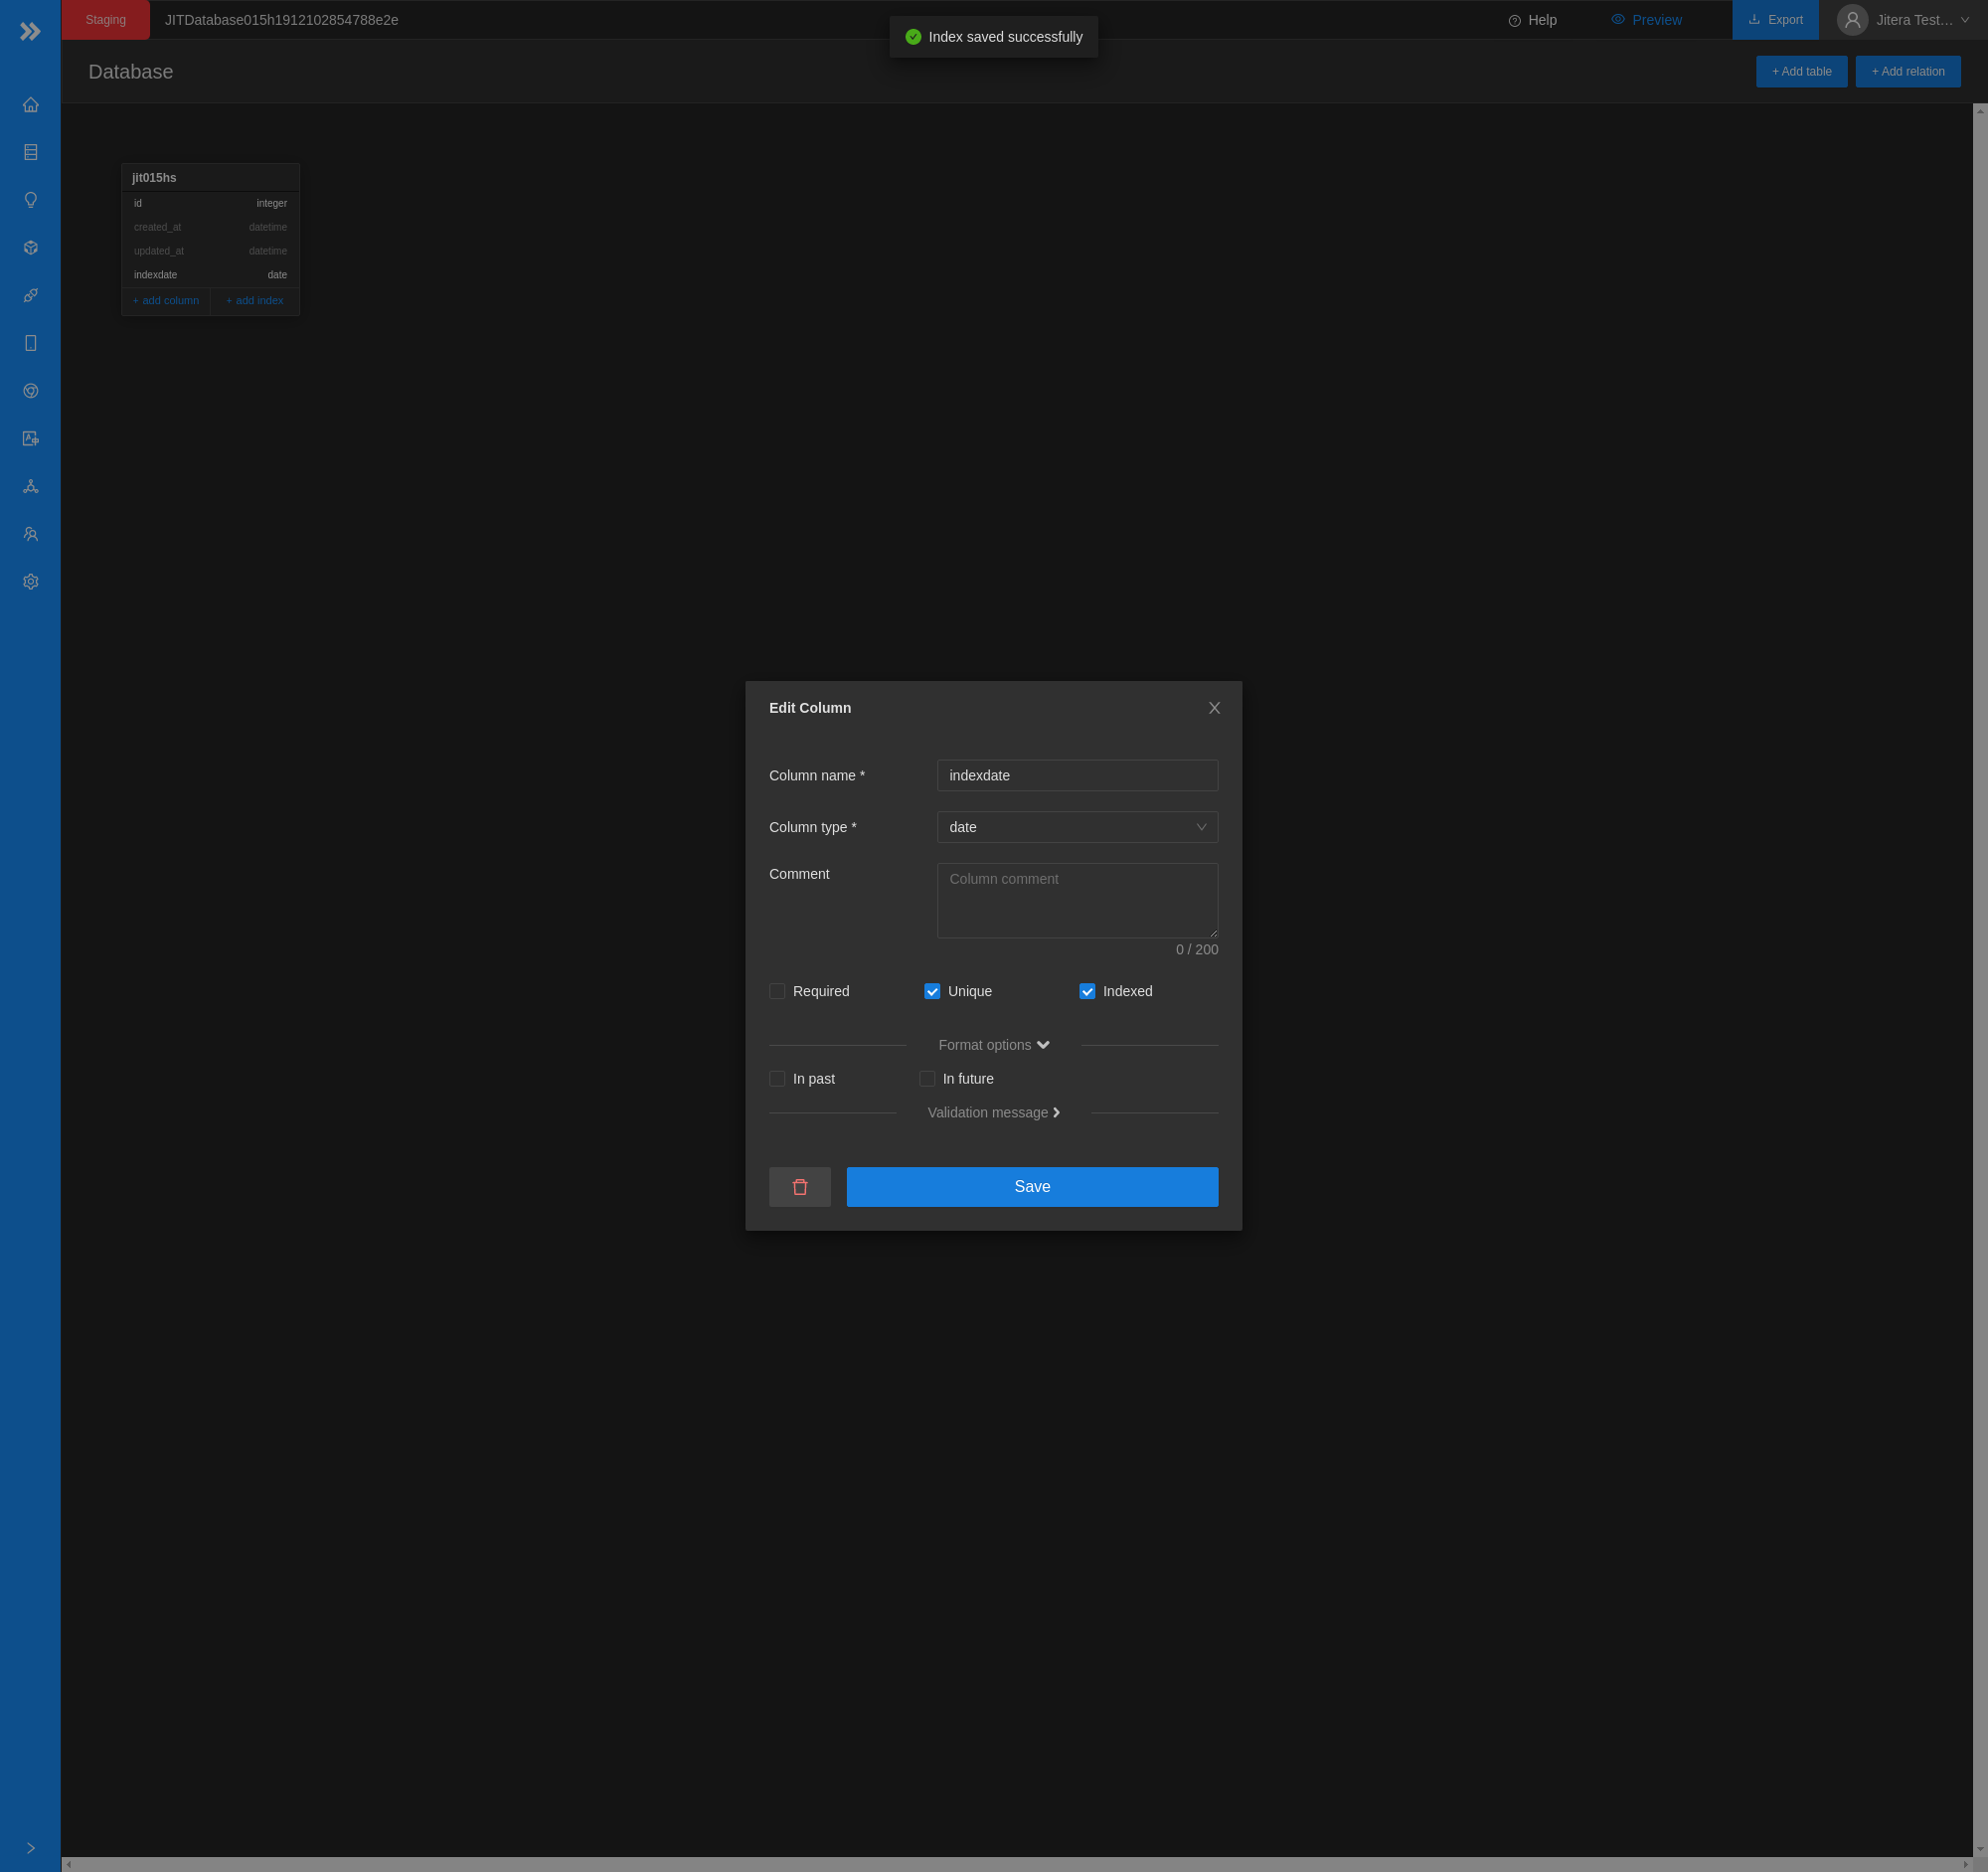 Staging
JITDatabase015h1912102854788e2e
Index saved successfully
Help
Preview
Export
Jitera Test...
Database
+ Add table
+ Add relation
jit015hs
id integer
created_at datetime
updated_at datetime
indexdate date
+ add column + add index
Edit Column
Column name * indexdate
Column type * date
Comment Column comment
0 / 200
Required Unique Indexed
Format options
In past In future
Validation message
Save